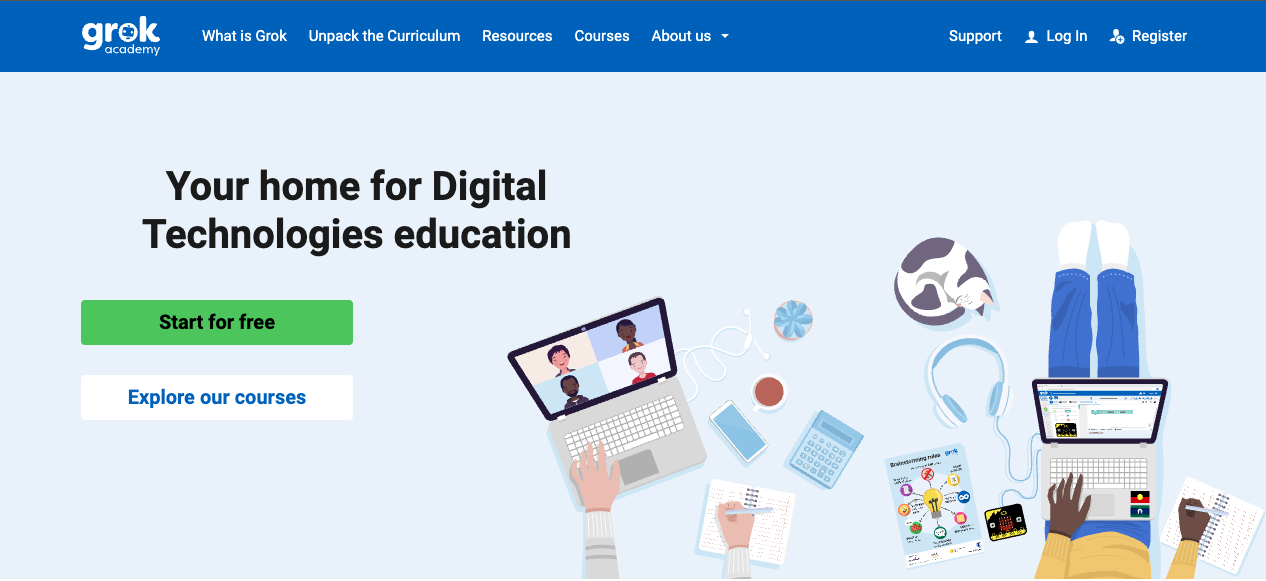 grok
academy
What is Grok
Unpack the Curriculum
Resources
Courses
About us
Support
Log In
Register
Your home for Digital
Technologies education
Start for free
Explore our courses
Brainstorming rules
grok